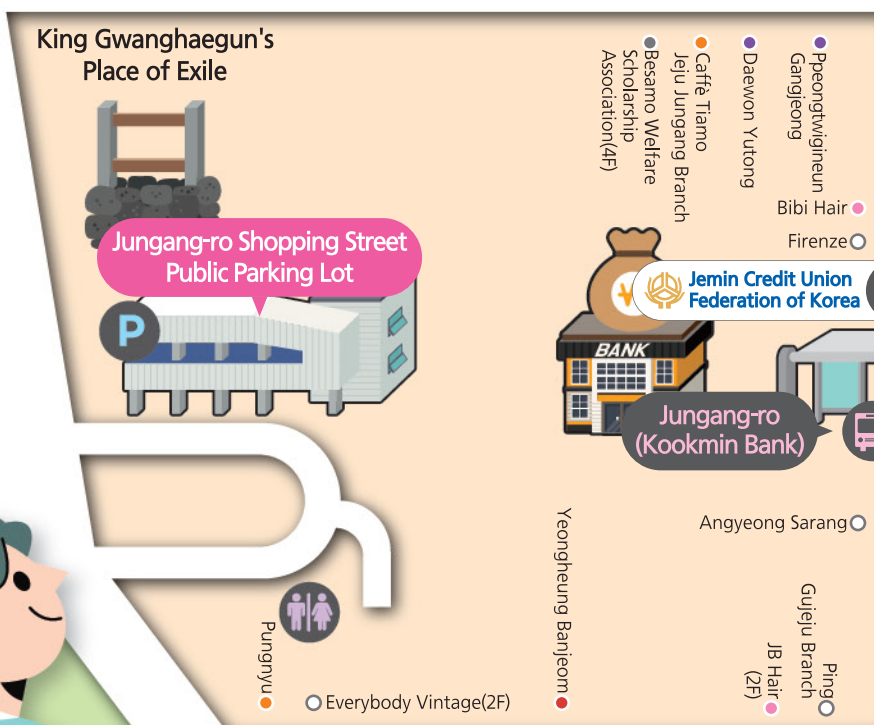 King Gwanghaegun's
Place of Exile
Besamo Welfare
Scholarship
Association(4F)
Caffè Tiamo
Jeju Jungang Branch
Daewon Yutong
Ppeongtwigineun
Gangjeong
Bibi Hair
Firenze
Jungang-ro Shopping Street
Public Parking Lot
P
Jemin Credit Union
Federation of Korea
BANK
Jungang-ro
(Kookmin Bank)
Angyeong Sarang
Yeongheung Banjeom
Pungnyu
Everybody Vintage(2F)
JB Hair
(2F)
Ping
Gujeju Branch